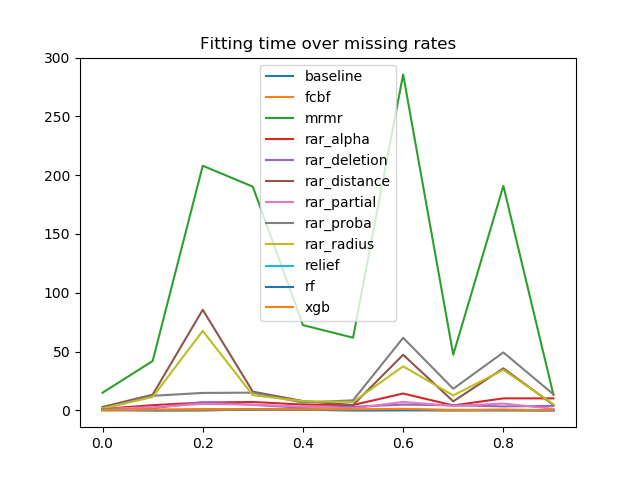 Fitting time over missing rates
300
250
200
150
100
50
0
baseline
fcbf
mrmr
rar_alpha
rar_deletion
rar_distance
rar_partial
rar_proba
rar_radius
relief
rf
xgb
0.0
0.2
0.4
0.6
0.8